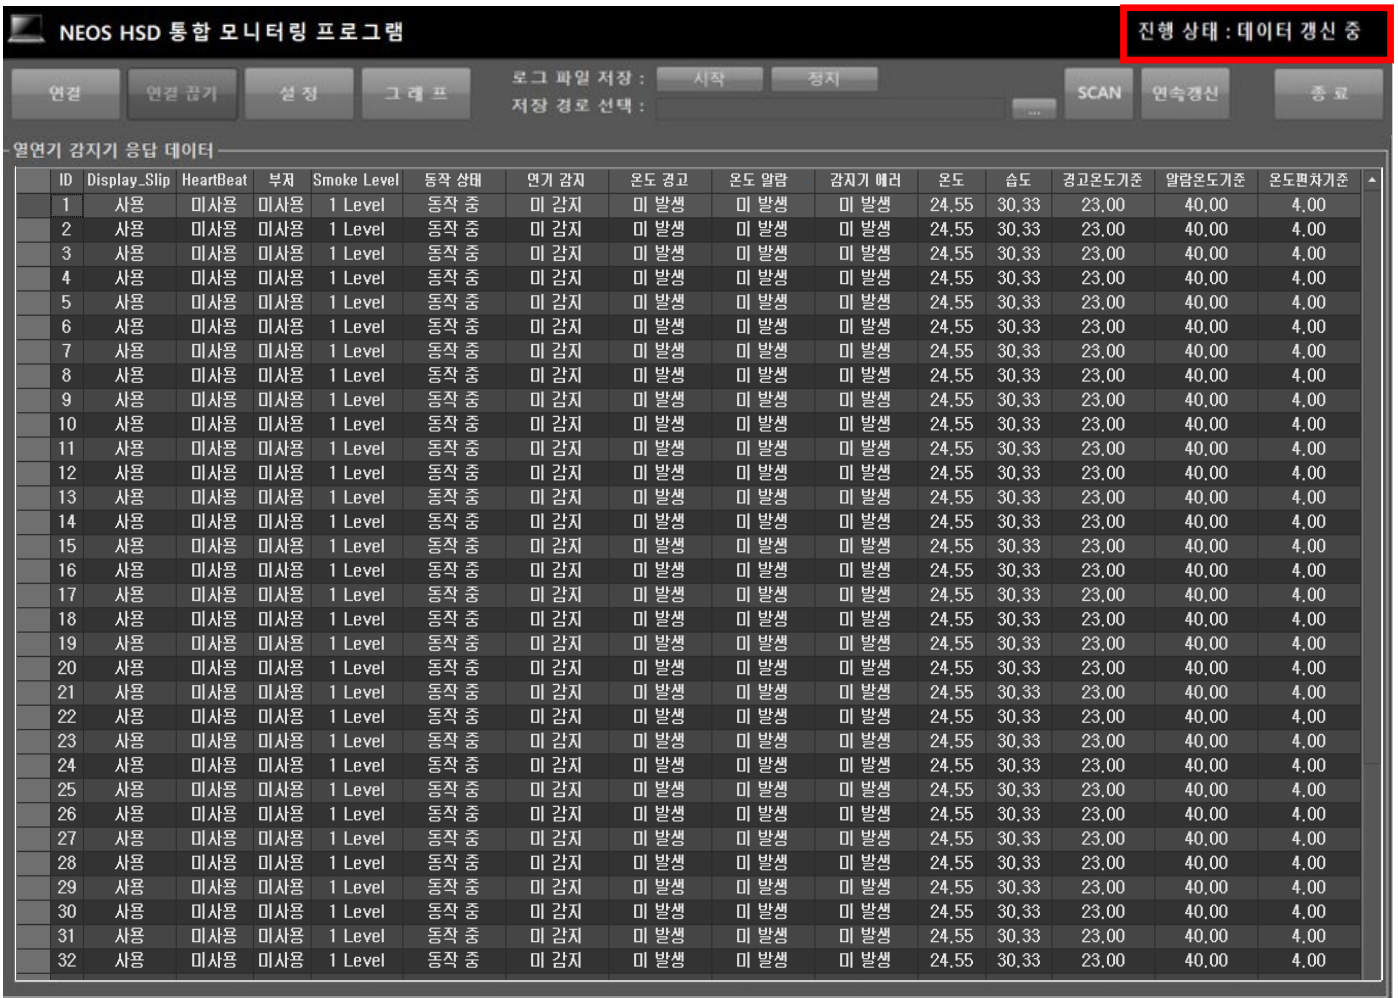 NEOS HSD 통합 모니터링 프로그램
진행 상태 : 데이터 갱신 중
연결 연결 끊기 설 정 그 래 프
로그 파일 저장 : 시작 정지
저장 경로 선택 : ...
SCAN 연속갱신 종 료
열연기 감지기 응답 데이터
ID Display_Slip HeartBeat 부저 Smoke Level 동작 상태 연기 감지 온도 경고 온도 알람 감지기 에러 온도 습도 경고온도기준 알람온도기준 온도편차기준
1 사용 미사용 미사용 1 Level 동작 중 미 감지 미 발생 미 발생 미 발생 24.55 30.33 23.00 40.00 4.00
2 사용 미사용 미사용 1 Level 동작 중 미 감지 미 발생 미 발생 미 발생 24.55 30.33 23.00 40.00 4.00
3 사용 미사용 미사용 1 Level 동작 중 미 감지 미 발생 미 발생 미 발생 24.55 30.33 23.00 40.00 4.00
4 사용 미사용 미사용 1 Level 동작 중 미 감지 미 발생 미 발생 미 발생 24.55 30.33 23.00 40.00 4.00
5 사용 미사용 미사용 1 Level 동작 중 미 감지 미 발생 미 발생 미 발생 24.55 30.33 23.00 40.00 4.00
6 사용 미사용 미사용 1 Level 동작 중 미 감지 미 발생 미 발생 미 발생 24.55 30.33 23.00 40.00 4.00
7 사용 미사용 미사용 1 Level 동작 중 미 감지 미 발생 미 발생 미 발생 24.55 30.33 23.00 40.00 4.00
8 사용 미사용 미사용 1 Level 동작 중 미 감지 미 발생 미 발생 미 발생 24.55 30.33 23.00 40.00 4.00
9 사용 미사용 미사용 1 Level 동작 중 미 감지 미 발생 미 발생 미 발생 24.55 30.33 23.00 40.00 4.00
10 사용 미사용 미사용 1 Level 동작 중 미 감지 미 발생 미 발생 미 발생 24.55 30.33 23.00 40.00 4.00
11 사용 미사용 미사용 1 Level 동작 중 미 감지 미 발생 미 발생 미 발생 24.55 30.33 23.00 40.00 4.00
12 사용 미사용 미사용 1 Level 동작 중 미 감지 미 발생 미 발생 미 발생 24.55 30.33 23.00 40.00 4.00
13 사용 미사용 미사용 1 Level 동작 중 미 감지 미 발생 미 발생 미 발생 24.55 30.33 23.00 40.00 4.00
14 사용 미사용 미사용 1 Level 동작 중 미 감지 미 발생 미 발생 미 발생 24.55 30.33 23.00 40.00 4.00
15 사용 미사용 미사용 1 Level 동작 중 미 감지 미 발생 미 발생 미 발생 24.55 30.33 23.00 40.00 4.00
16 사용 미사용 미사용 1 Level 동작 중 미 감지 미 발생 미 발생 미 발생 24.55 30.33 23.00 40.00 4.00
17 사용 미사용 미사용 1 Level 동작 중 미 감지 미 발생 미 발생 미 발생 24.55 30.33 23.00 40.00 4.00
18 사용 미사용 미사용 1 Level 동작 중 미 감지 미 발생 미 발생 미 발생 24.55 30.33 23.00 40.00 4.00
19 사용 미사용 미사용 1 Level 동작 중 미 감지 미 발생 미 발생 미 발생 24.55 30.33 23.00 40.00 4.00
20 사용 미사용 미사용 1 Level 동작 중 미 감지 미 발생 미 발생 미 발생 24.55 30.33 23.00 40.00 4.00
21 사용 미사용 미사용 1 Level 동작 중 미 감지 미 발생 미 발생 미 발생 24.55 30.33 23.00 40.00 4.00
22 사용 미사용 미사용 1 Level 동작 중 미 감지 미 발생 미 발생 미 발생 24.55 30.33 23.00 40.00 4.00
23 사용 미사용 미사용 1 Level 동작 중 미 감지 미 발생 미 발생 미 발생 24.55 30.33 23.00 40.00 4.00
24 사용 미사용 미사용 1 Level 동작 중 미 감지 미 발생 미 발생 미 발생 24.55 30.33 23.00 40.00 4.00
25 사용 미사용 미사용 1 Level 동작 중 미 감지 미 발생 미 발생 미 발생 24.55 30.33 23.00 40.00 4.00
26 사용 미사용 미사용 1 Level 동작 중 미 감지 미 발생 미 발생 미 발생 24.55 30.33 23.00 40.00 4.00
27 사용 미사용 미사용 1 Level 동작 중 미 감지 미 발생 미 발생 미 발생 24.55 30.33 23.00 40.00 4.00
28 사용 미사용 미사용 1 Level 동작 중 미 감지 미 발생 미 발생 미 발생 24.55 30.33 23.00 40.00 4.00
29 사용 미사용 미사용 1 Level 동작 중 미 감지 미 발생 미 발생 미 발생 24.55 30.33 23.00 40.00 4.00
30 사용 미사용 미사용 1 Level 동작 중 미 감지 미 발생 미 발생 미 발생 24.55 30.33 23.00 40.00 4.00
31 사용 미사용 미사용 1 Level 동작 중 미 감지 미 발생 미 발생 미 발생 24.55 30.33 23.00 40.00 4.00
32 사용 미사용 미사용 1 Level 동작 중 미 감지 미 발생 미 발생 미 발생 24.55 30.33 23.00 40.00 4.00